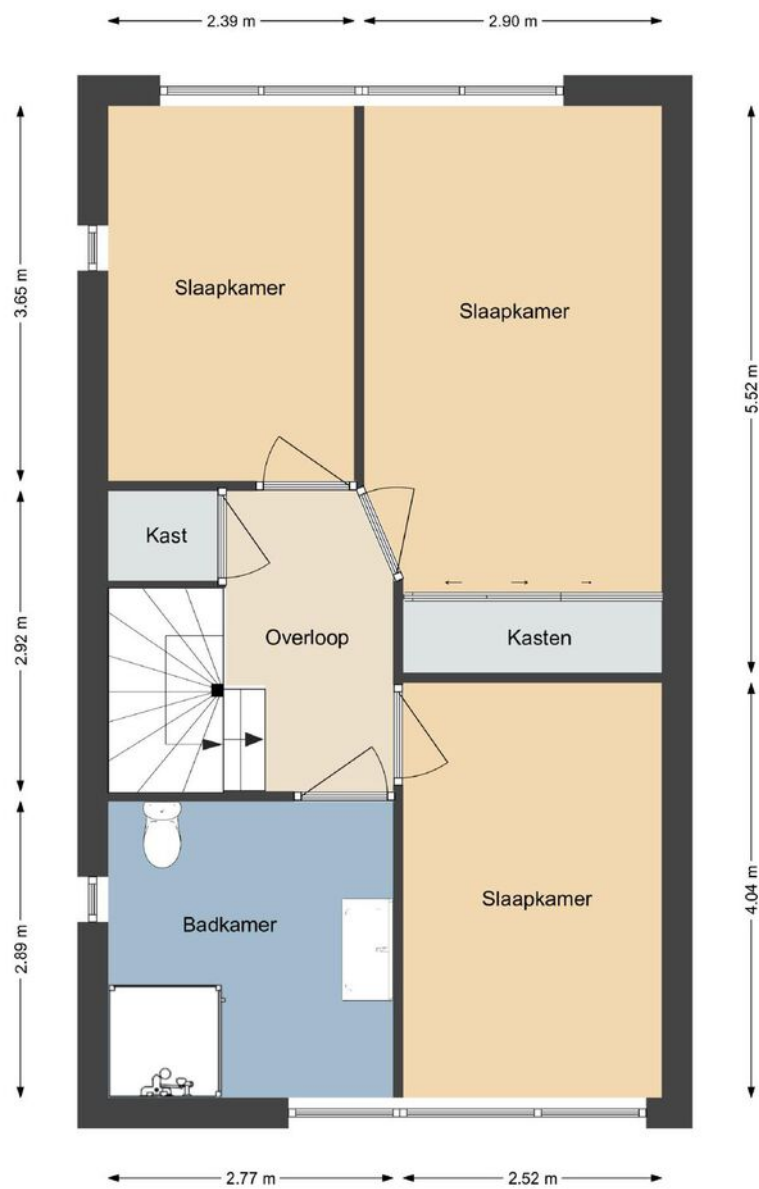 2.39 m
2.90 m
3.65 m
Slaapkamer
Slaapkamer
5.52 m
Kast
2.92 m
Overloop
Kasten
Slaapkamer
4.04 m
Badkamer
2.89 m
2.77 m
2.52 m